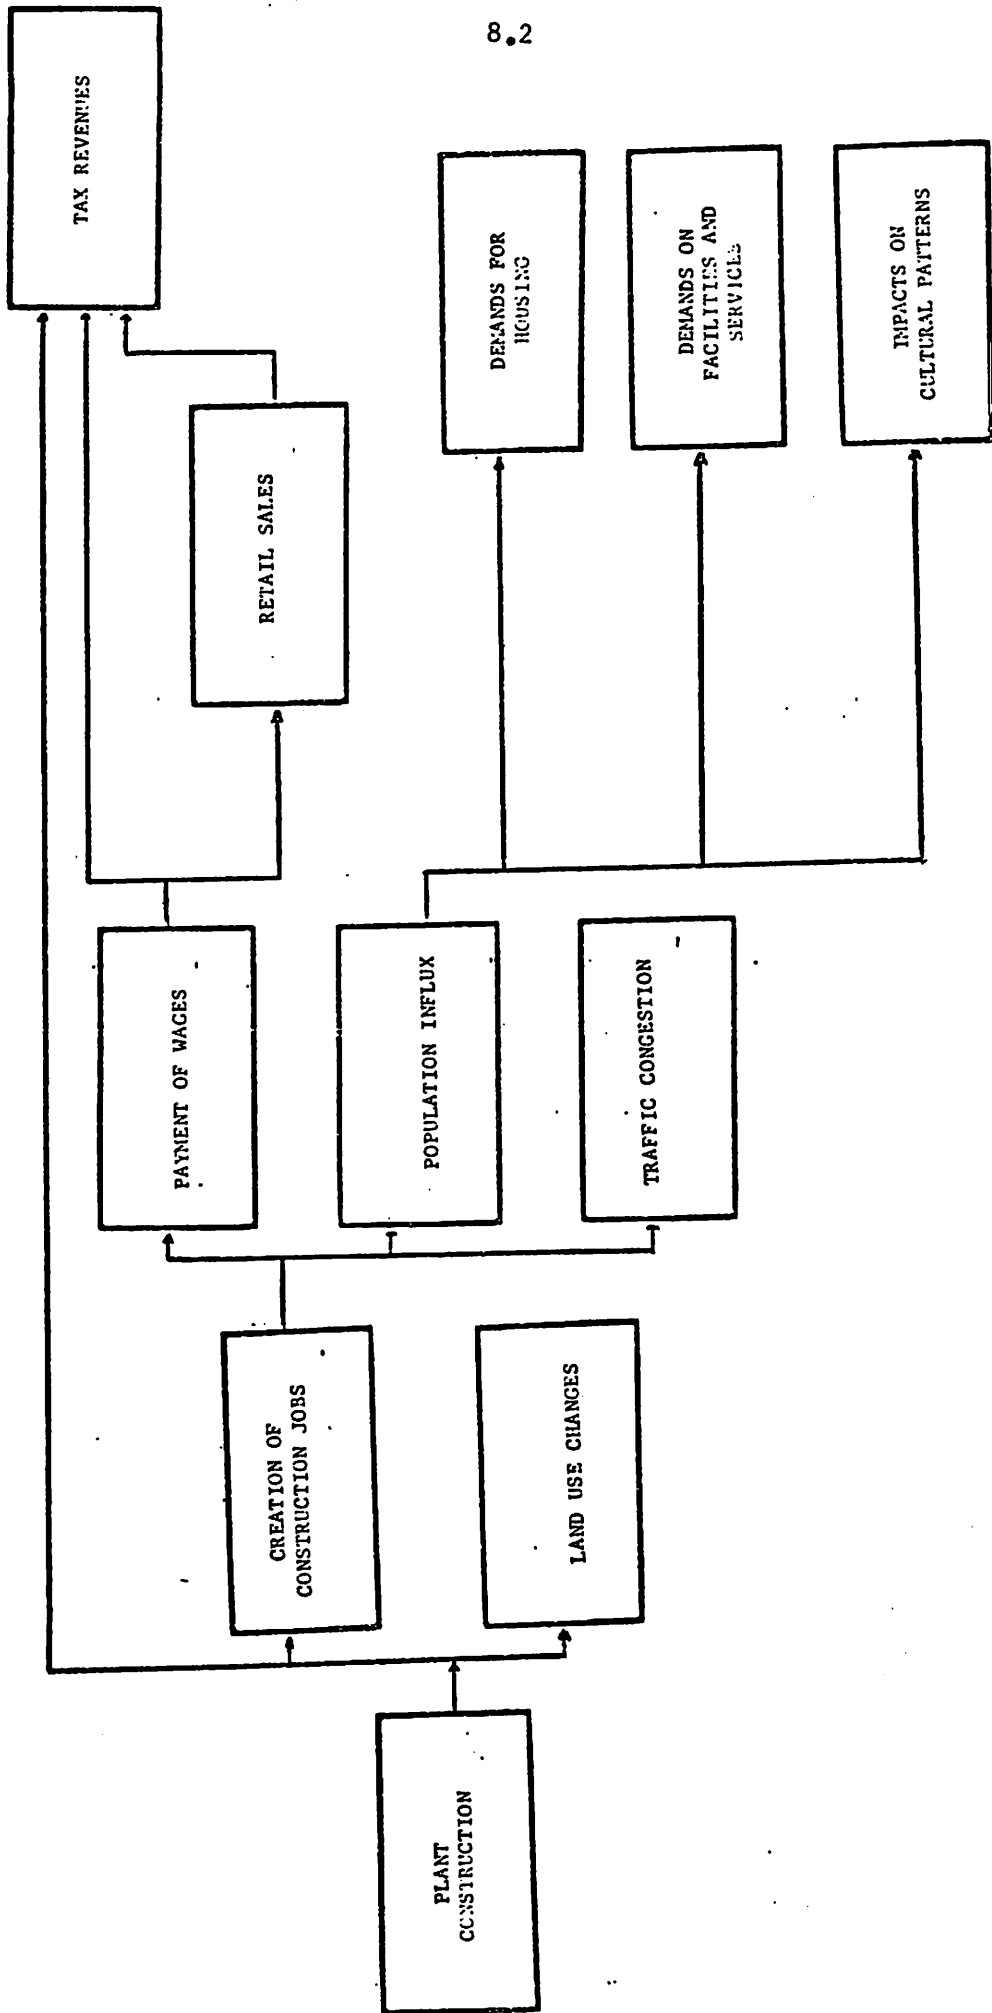 8.2
PLANT
CONSTRUCTION
CREATION OF
CONSTRUCTION JOBS
LAND USE CHANGES
PAYMENT OF WAGES
POPULATION INFLUX
TRAFFIC CONGESTION
RETAIL SALES
TAX REVENUES
DEMANDS FOR
HOUSING
DEMANDS ON
FACILITIES AND
SERVICES
IMPACTS ON
CULTURAL PATTERNS